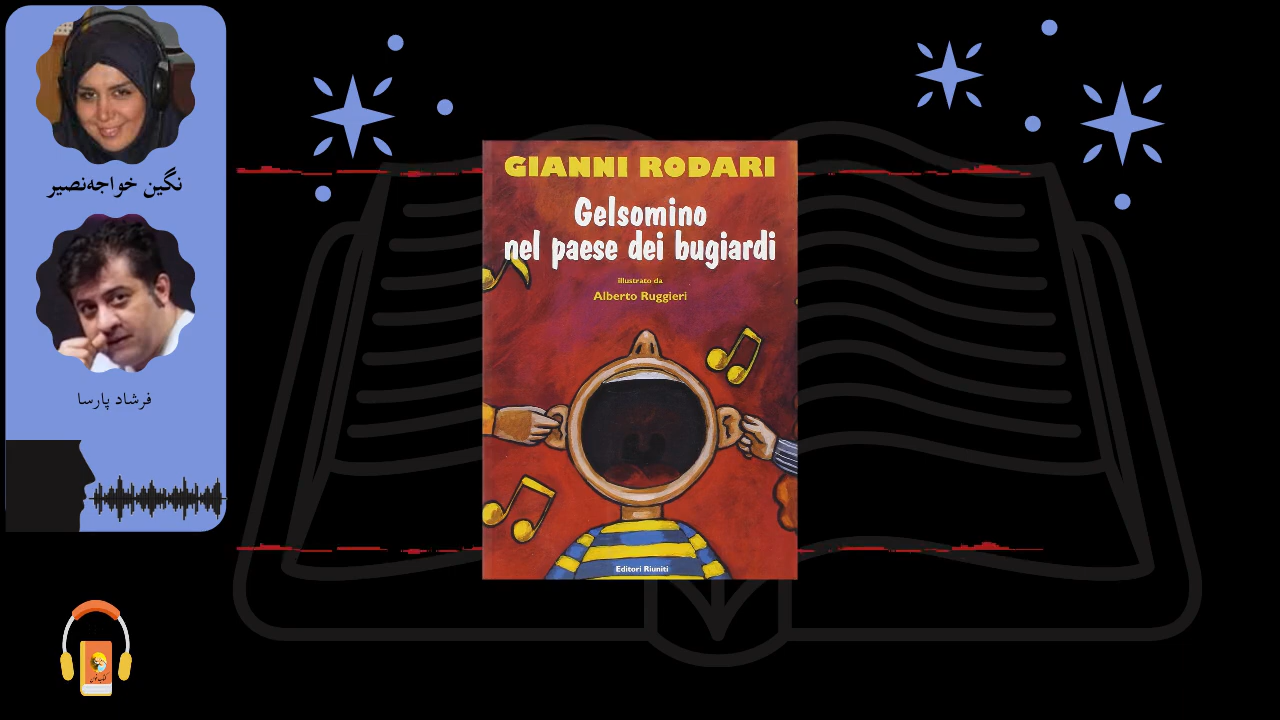 نگین خواجه‌نصیر
فرشاد پارسا
GIANNI RODARI
Gelsomino
nel paese dei bugiardi
illustrato da
Alberto Ruggieri
Editori Riuniti